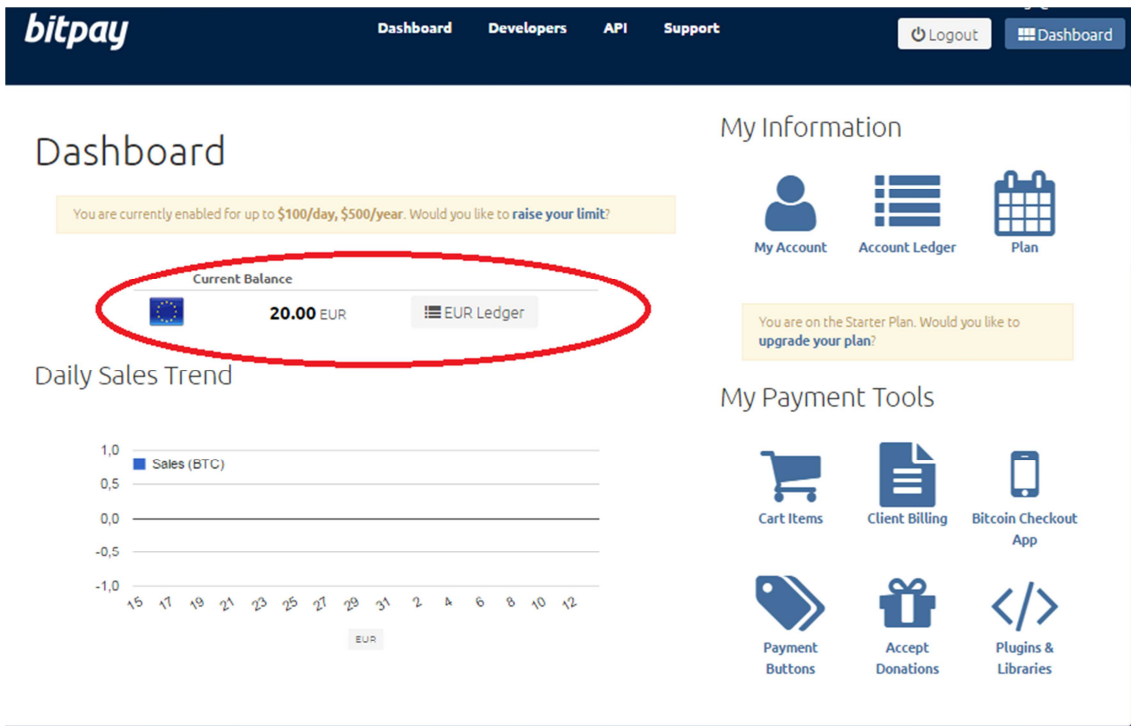 bitpay
Dashboard Developers API Support
Logout
Dashboard
Dashboard
You are currently enabled for up to $100/day, $500/year. Would you like to raise your limit?
Current Balance
20.00 EUR
EUR Ledger
Daily Sales Trend
Sales (BTC)
1,0
0,5
0,0
-0,5
-1,0
15 17 19 21 23 25 27 29 31 2 4 6 8 10 12
EUR
My Information
My Account
Account Ledger
Plan
You are on the Starter Plan. Would you like to
upgrade your plan?
My Payment Tools
Cart Items
Client Billing
Bitcoin Checkout
App
Payment
Buttons
Accept
Donations
Plugins &
Libraries